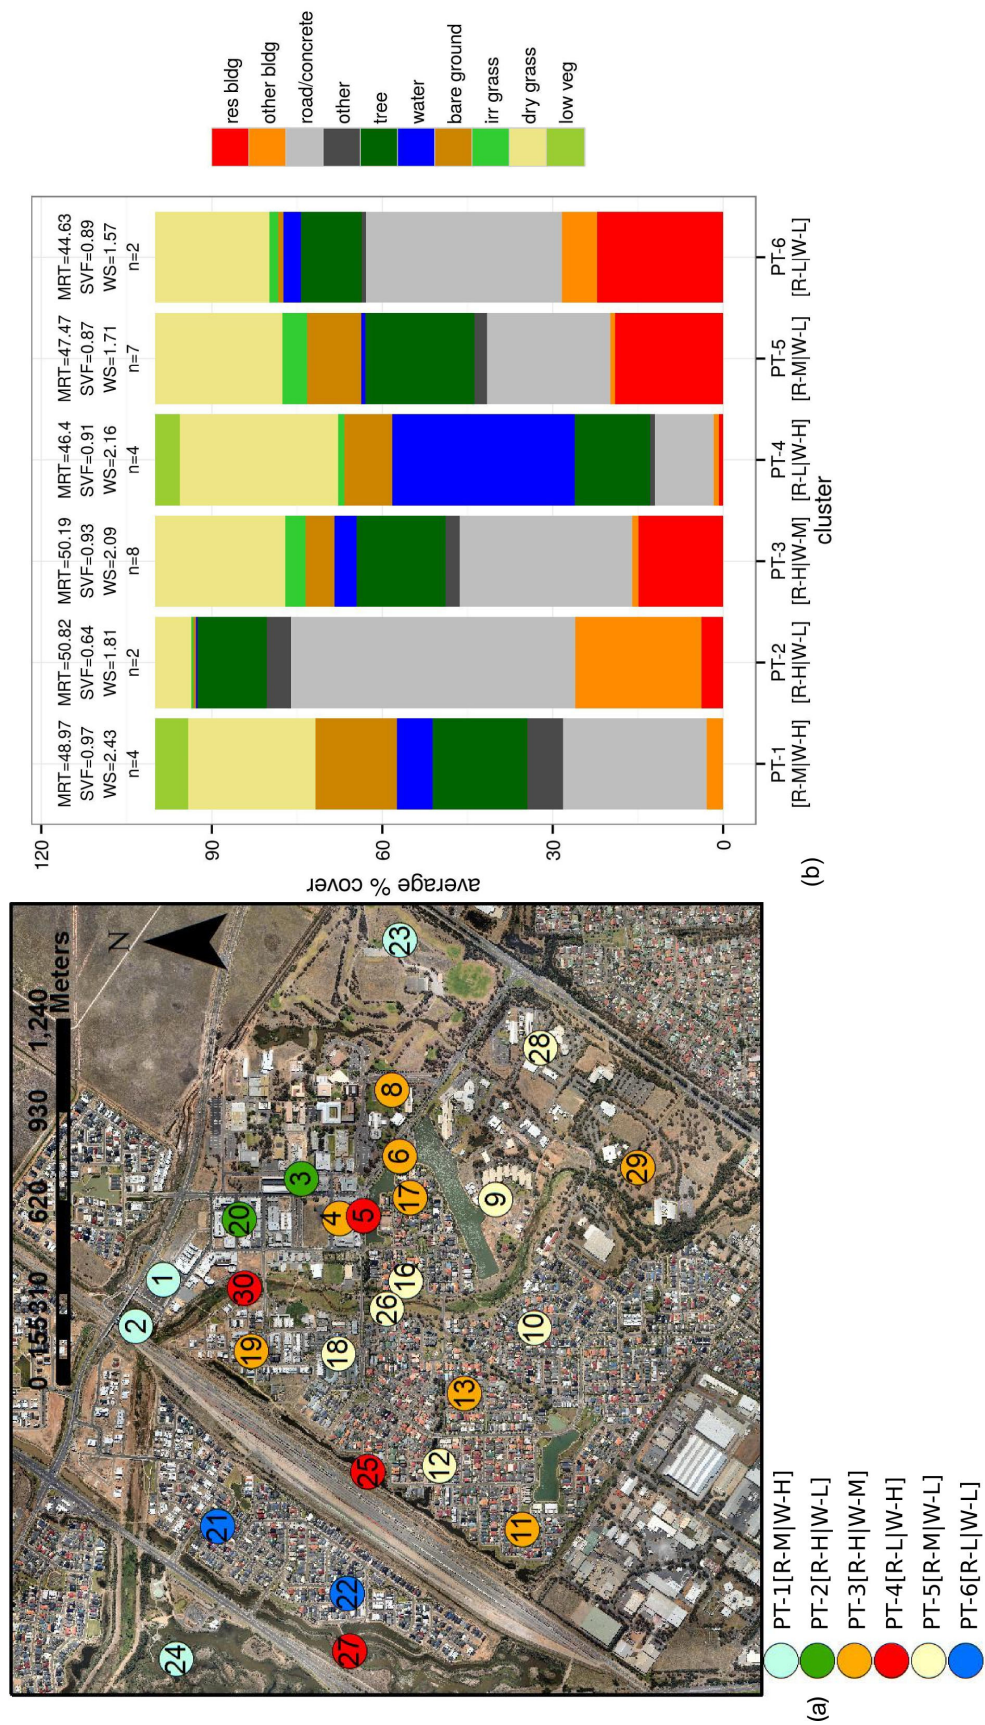 0 155 310 620 930 1,240
Meters
N
24
21
22
27
2
1
20
3
30
19
18
4
5
26
16
25
12
13
11
10
17
6
8
9
23
28
29
PT-1[R-M|W-H]
PT-2[R-H|W-L]
PT-3[R-H|W-M]
PT-4[R-L|W-H]
PT-5[R-M|W-L]
PT-6[R-L|W-L]
(a)
average % cover
120
90
60
30
0
MRT=48.97
SVF=0.97
WS=2.43
n=4
MRT=50.82
SVF=0.64
WS=1.81
n=2
MRT=50.19
SVF=0.93
WS=2.09
n=8
MRT=46.4
SVF=0.91
WS=2.16
n=4
MRT=47.47
SVF=0.87
WS=1.71
n=7
MRT=44.63
SVF=0.89
WS=1.57
n=2
PT-1
[R-M|W-H]
PT-2
[R-H|W-L]
PT-3
[R-H|W-M]
PT-4
[R-L|W-H]
PT-5
[R-M|W-L]
PT-6
[R-L|W-L]
cluster
res bldg
other bldg
road/concrete
other
tree
water
bare ground
irr grass
dry grass
low veg
(b)